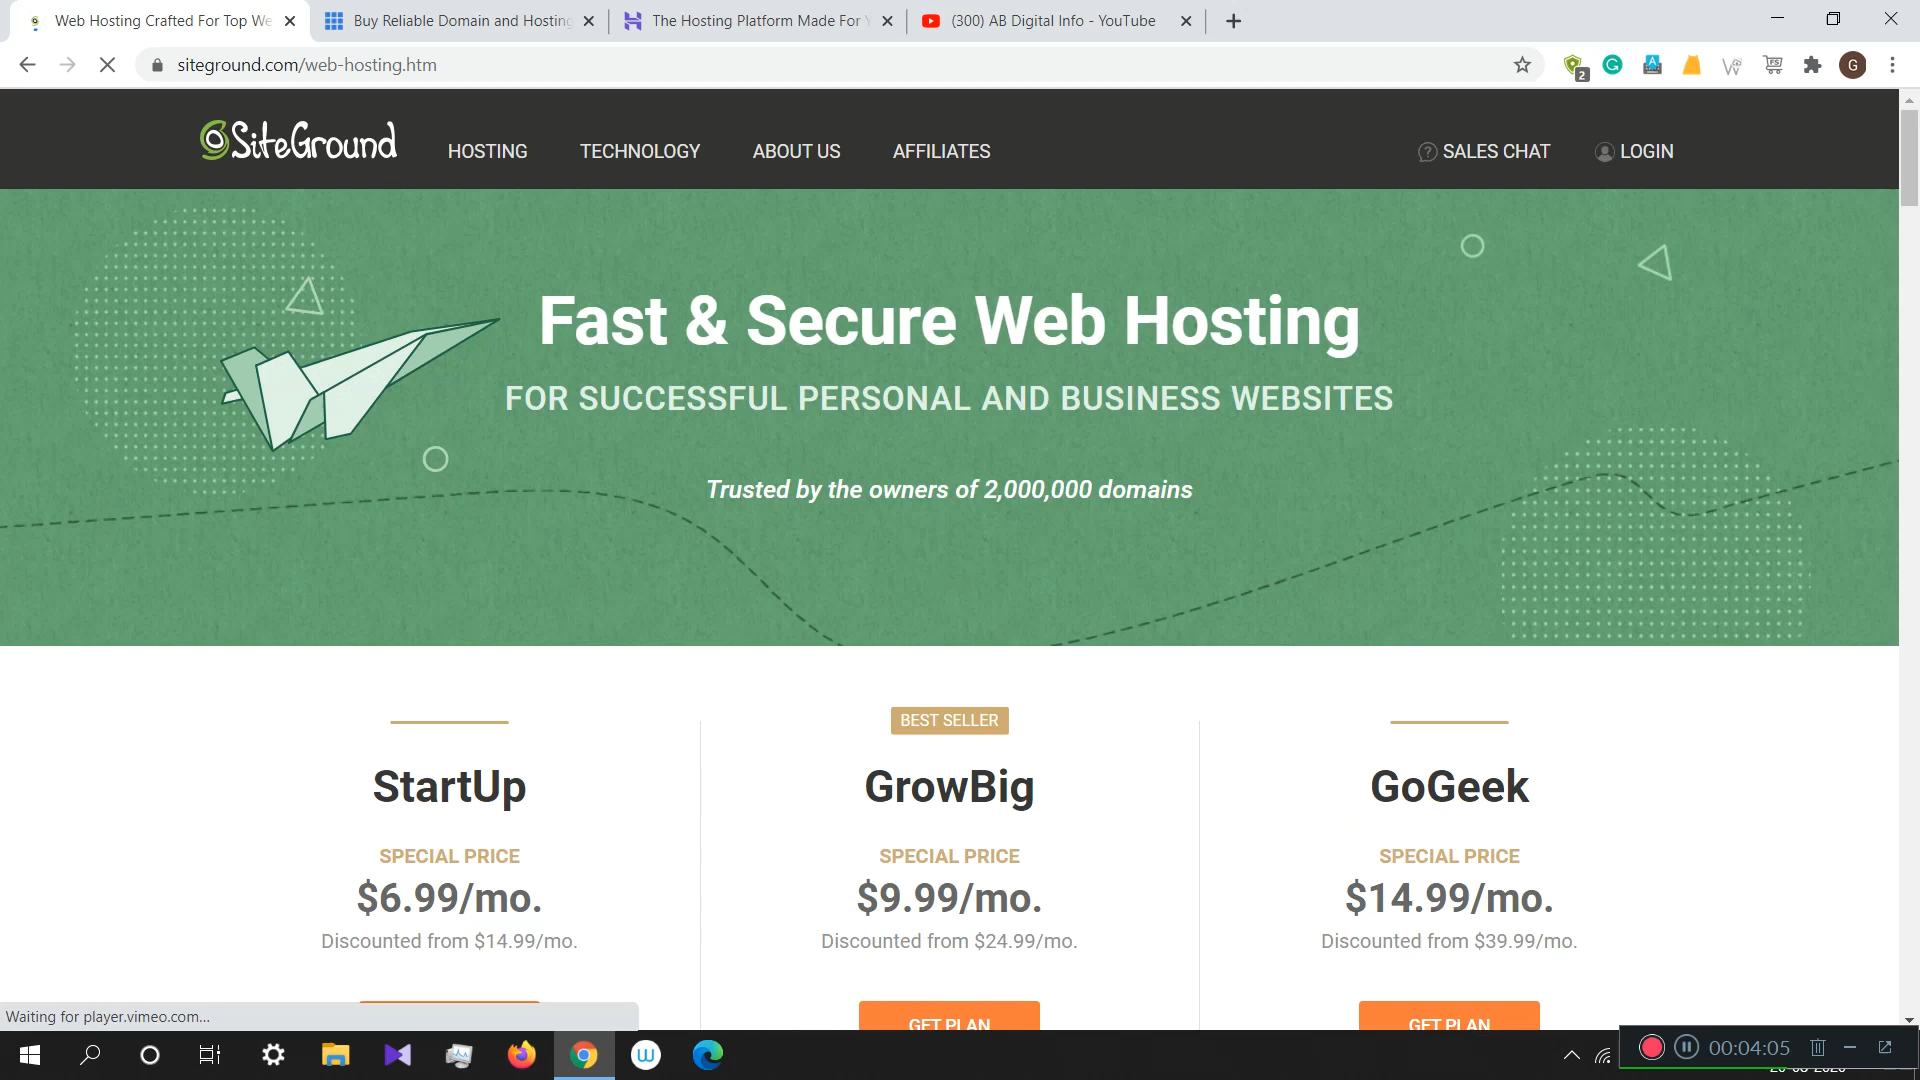 Web Hosting Crafted For Top We
Buy Reliable Domain and Hosting
The Hosting Platform Made For Y
(300) AB Digital Info - YouTube
siteground.com/web-hosting.htm
2
G
SiteGround
HOSTING
TECHNOLOGY
ABOUT US
AFFILIATES
SALES CHAT
LOGIN
Fast & Secure Web Hosting
FOR SUCCESSFUL PERSONAL AND BUSINESS WEBSITES
Trusted by the owners of 2,000,000 domains
StartUp
SPECIAL PRICE
$6.99/mo.
Discounted from $14.99/mo.
BEST SELLER
GrowBig
SPECIAL PRICE
$9.99/mo.
Discounted from $24.99/mo.
GET PLAN
GoGeek
SPECIAL PRICE
$14.99/mo.
Discounted from $39.99/mo.
GET PLAN
Waiting for player.vimeo.com...
00:04:05